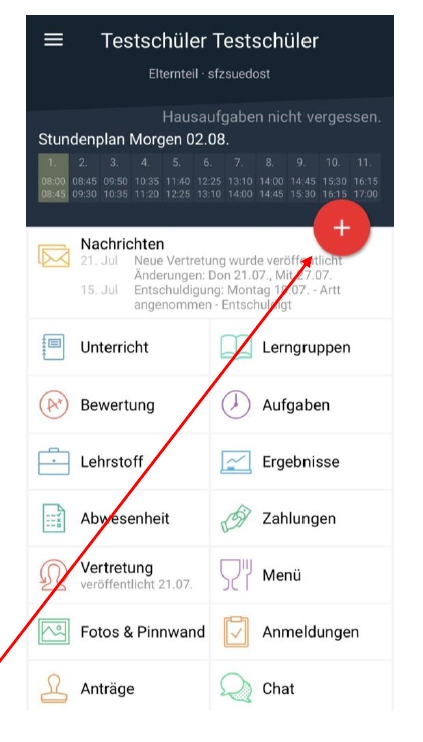 Testschüler Testschüler
Elternteil · sfzsuedost
Hausaufgaben nicht vergessen.
Stundenplan Morgen 02.08.
1. 2. 3. 4. 5. 6. 7. 8. 9. 10. 11.
08:00 08:45 09:50 10:35 11:40 12:25 13:10 14:00 14:45 15:30 16:15
08:45 09:30 10:35 11:20 12:25 13:10 14:00 14:45 15:30 16:15 17:00
+
Nachrichten
21. Jul Neue Vertretung wurde veröffentlicht
Änderungen: Don 21.07., Mit 27.07.
15. Jul Entschuldigung: Montag 18.07. - Artt
angenommen - Entschuldigt
Unterricht Lerngruppen
A+ Bewertung Aufgaben
Lehrstoff Ergebnisse
Abwesenheit Zahlungen
Vertretung Menü
veröffentlicht 21.07.
Fotos & Pinnwand Anmeldungen
Anträge Chat